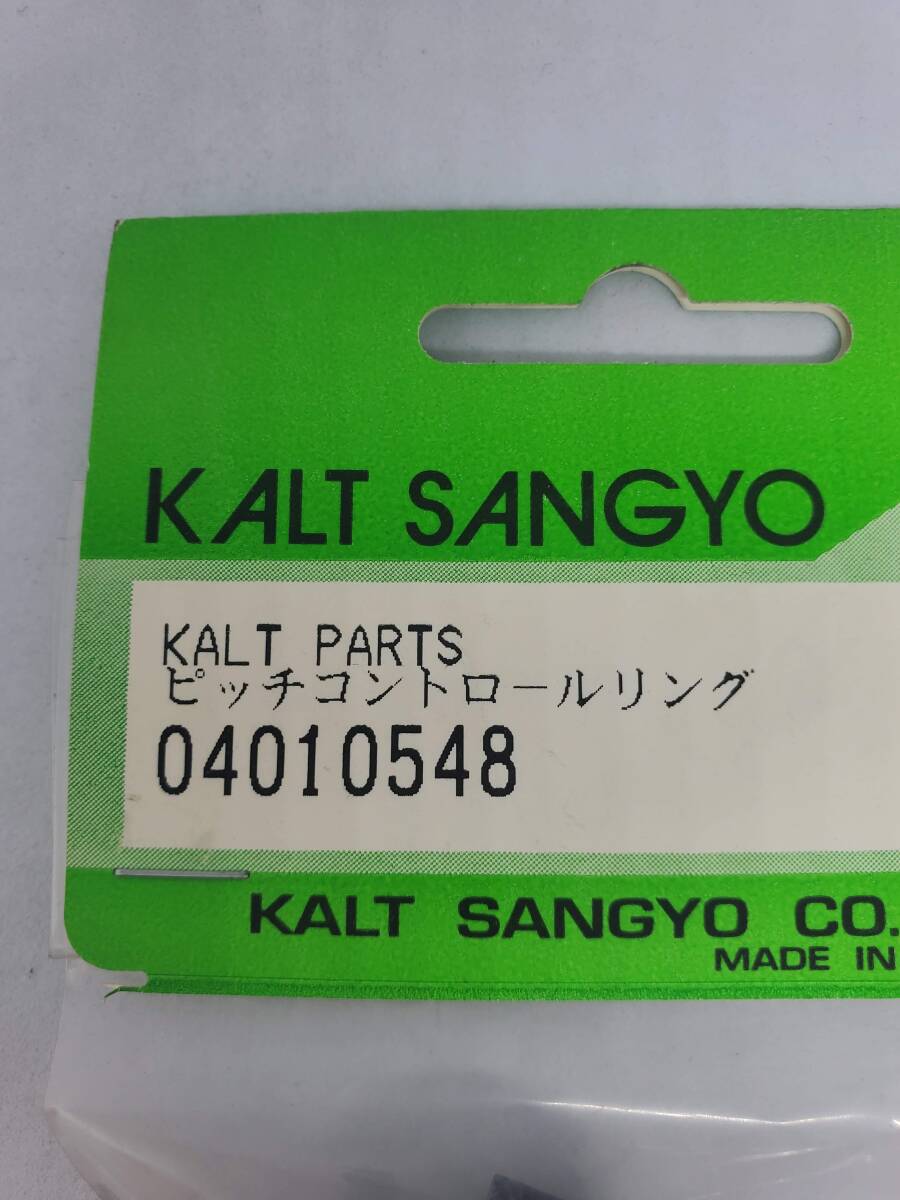 KALT SANGYO
KALT PARTS
ピッチコントロールリング
04010548
KALT SANGYO CO.
MADE IN